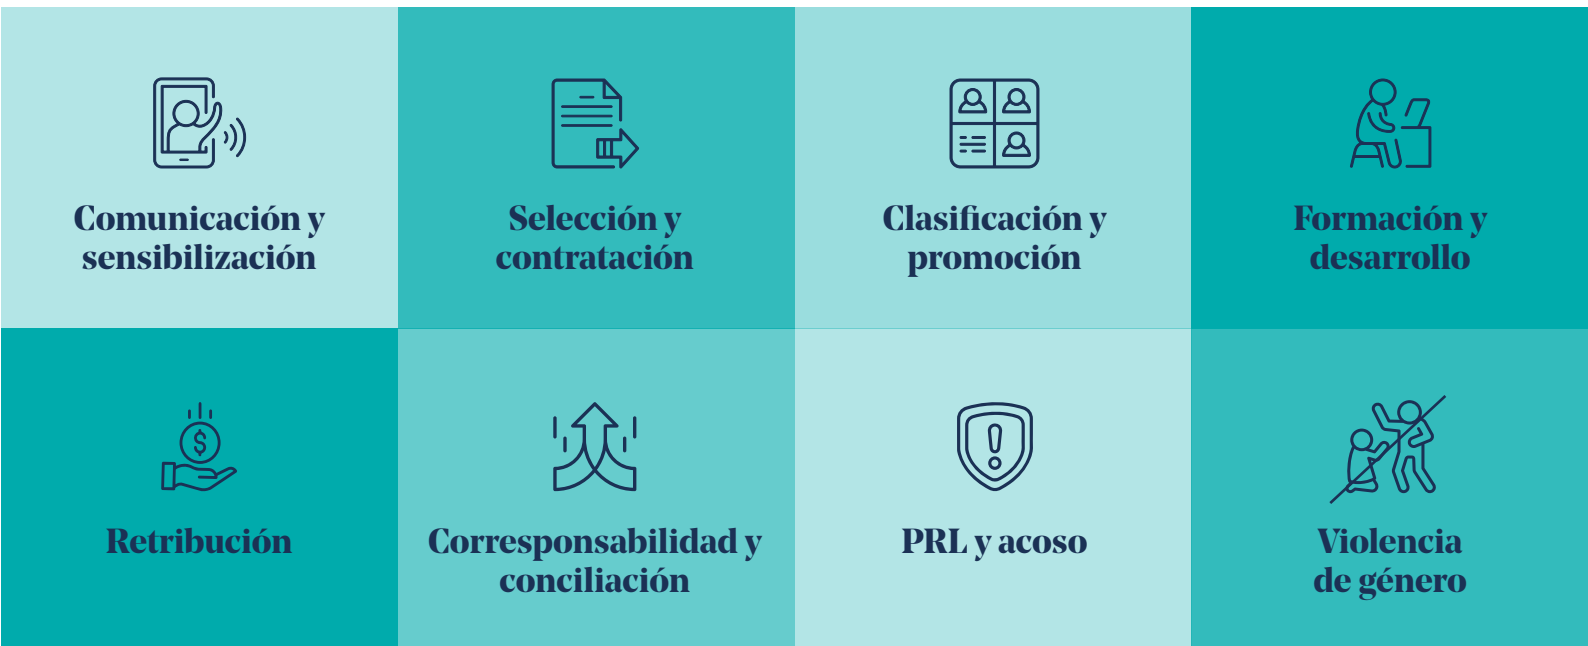 Comunicación y
sensibilización
Selección y
contratación
Clasificación y
promoción
Formación y
desarrollo
Retribución
Corresponsabilidad y
conciliación
PRL y acoso
Violencia
de género